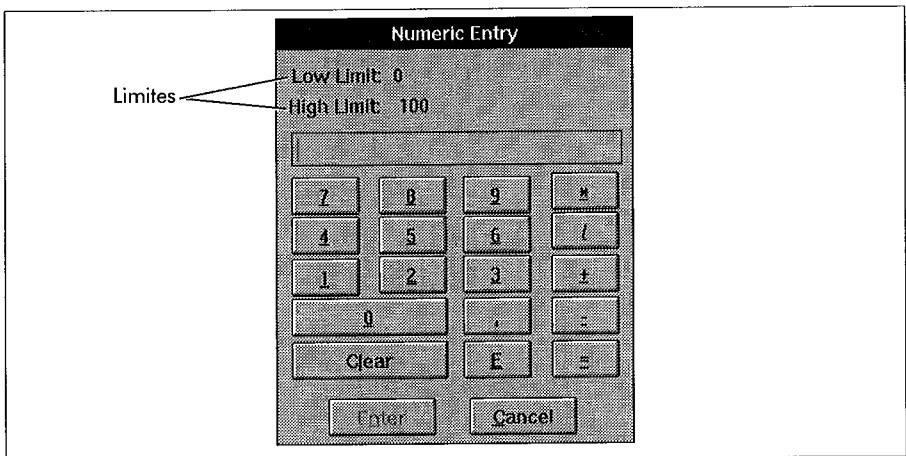 Numeric Entry
Low Limit: 0
Limites
High Limit: 100
7 8 9 *
4 5 6 /
1 2 3 +
0 , -
Clear E =
Enter Cancel